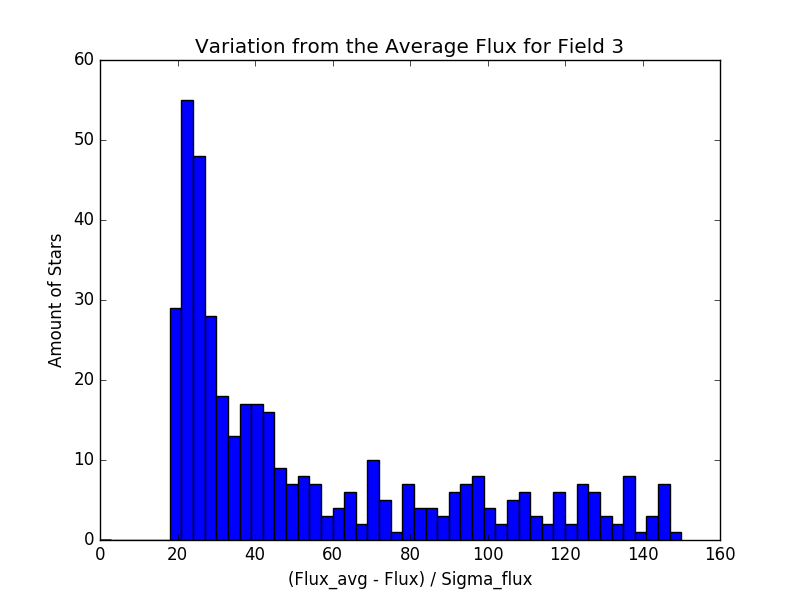 Variation from the Average Flux for Field 3
60
50
40
30
20
10
0
Amount of Stars
0 20 40 60 80 100 120 140 160
(Flux_avg - Flux) / Sigma_flux